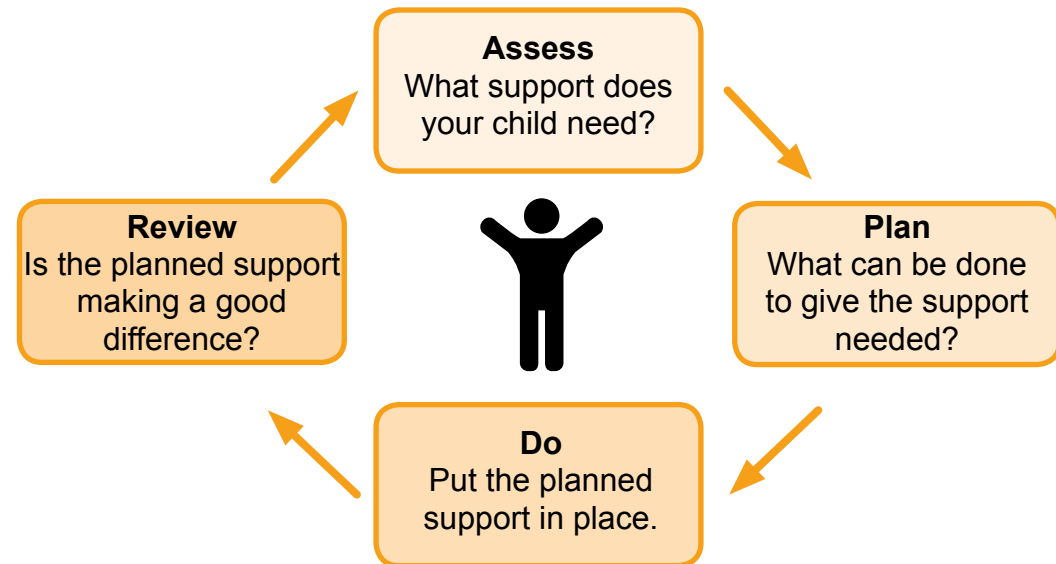 Assess
What support does
your child need?
Plan
What can be done
to give the support
needed?
Do
Put the planned
support in place.
Review
Is the planned support
making a good
difference?